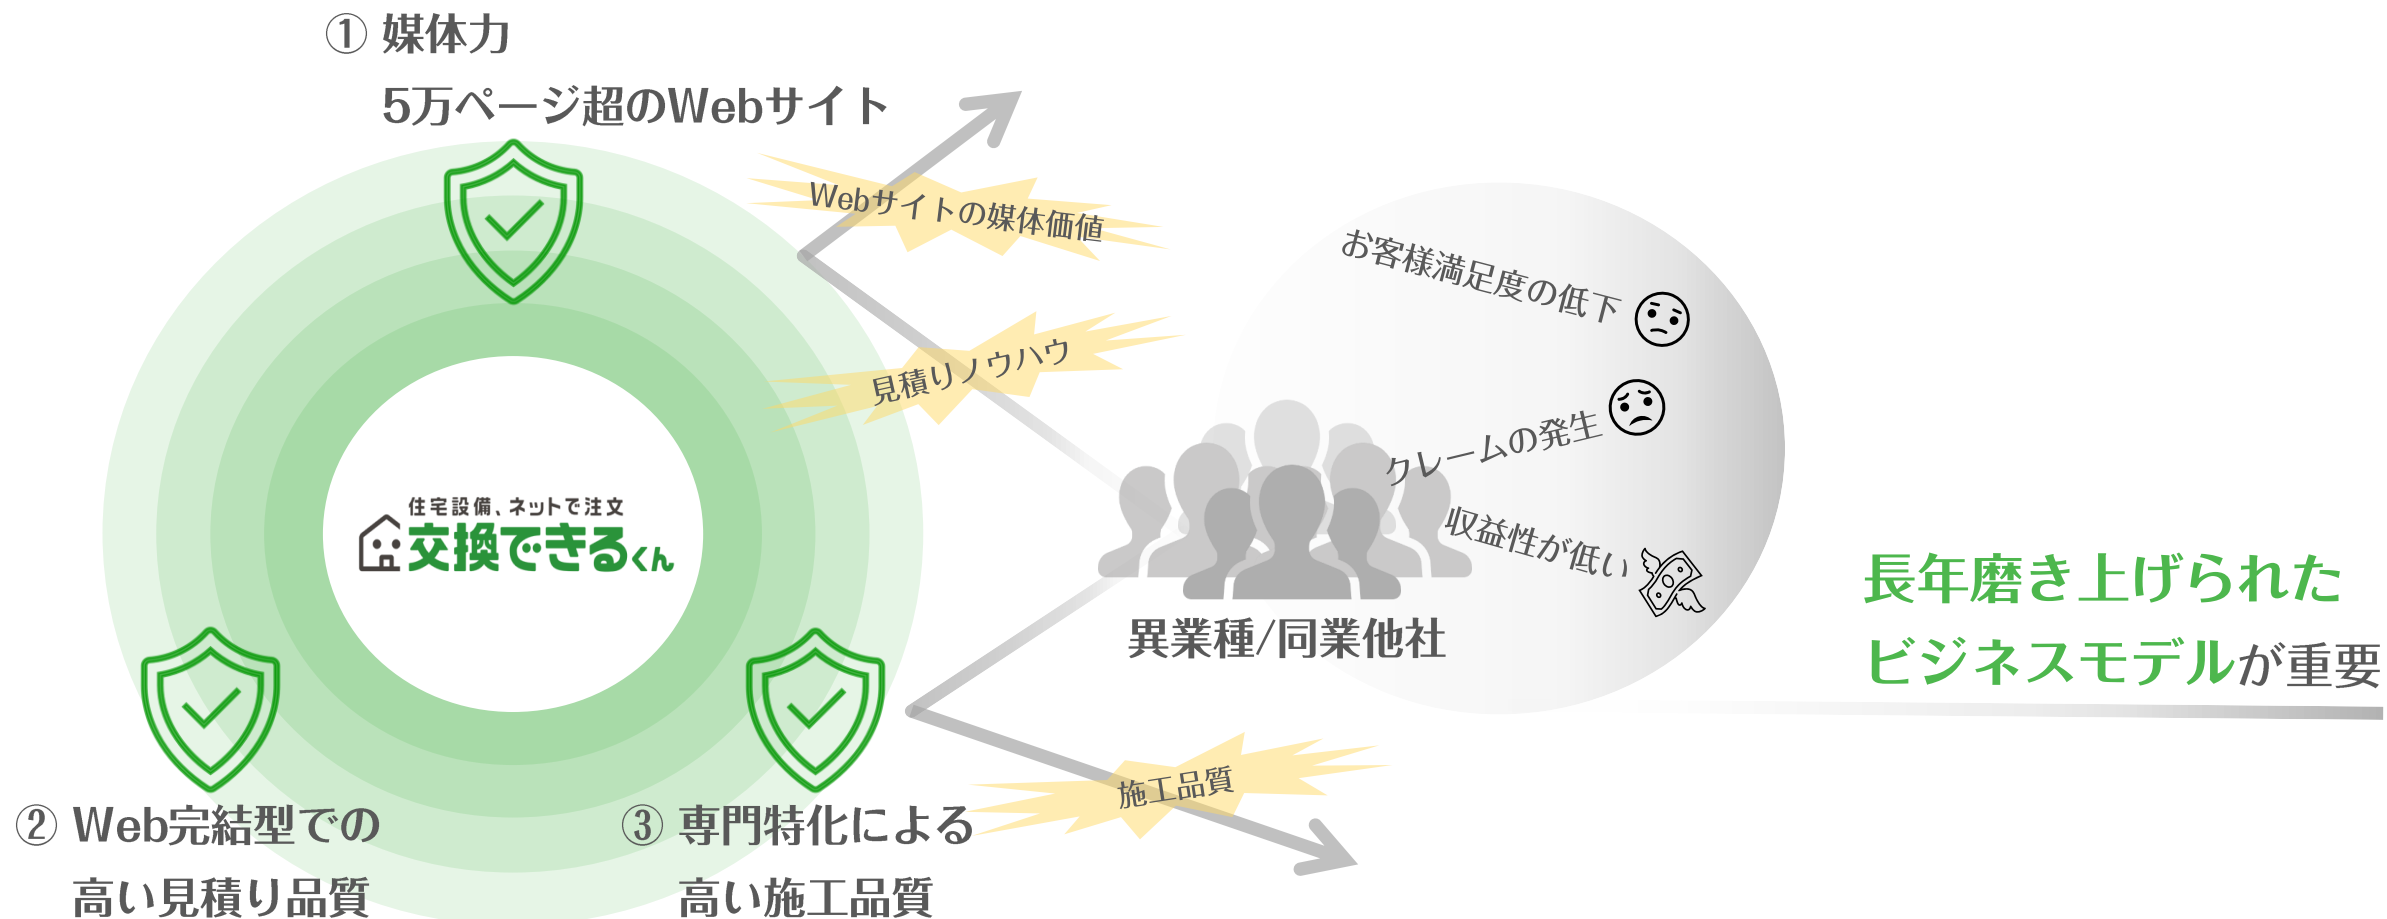 ① 媒体力
5万ページ超のWebサイト
住宅設備、ネットで注文
交換できるくん
② Web完結型での
高い見積り品質
③ 専門特化による
高い施工品質
Webサイトの媒体価値
見積りノウハウ
施工品質
異業種/同業他社
お客様満足度の低下
クレームの発生
収益性が低い
長年磨き上げられた
ビジネスモデルが重要